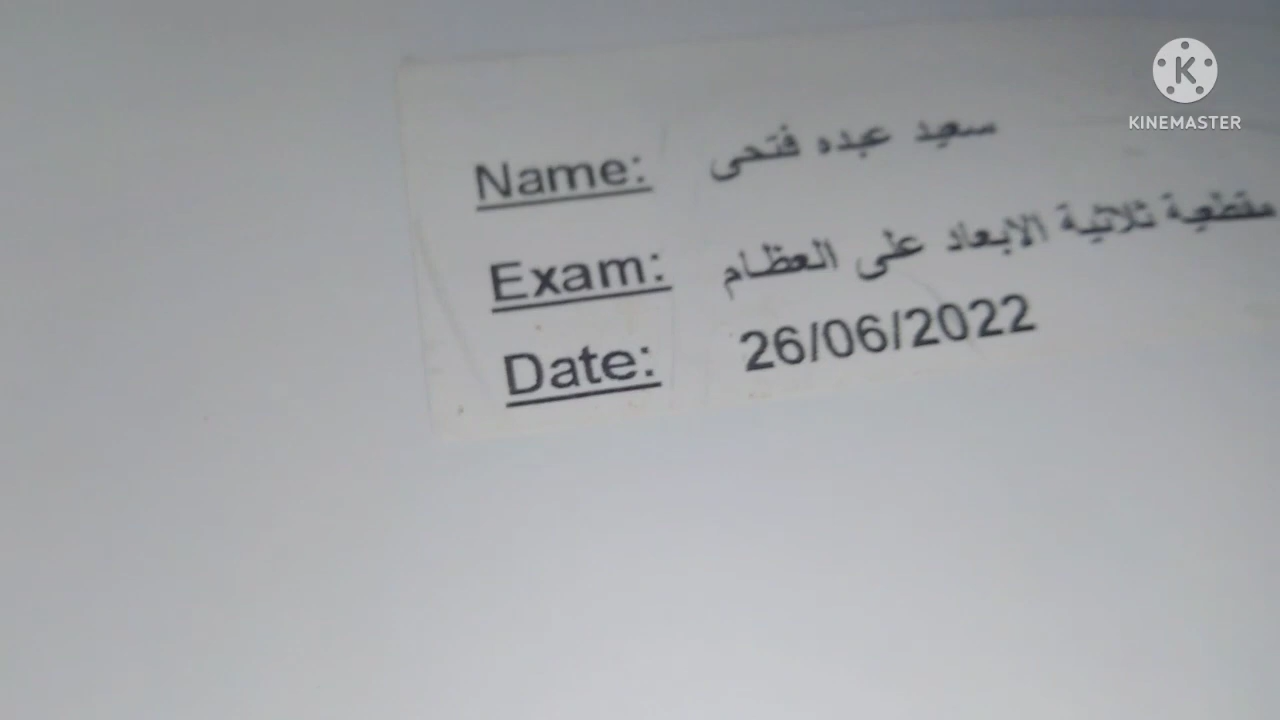 KINEMASTER
Name: سعيد عبده فتحى
Exam: مقطعية ثلاثية الابعاد على العظام
Date: 26/06/2022